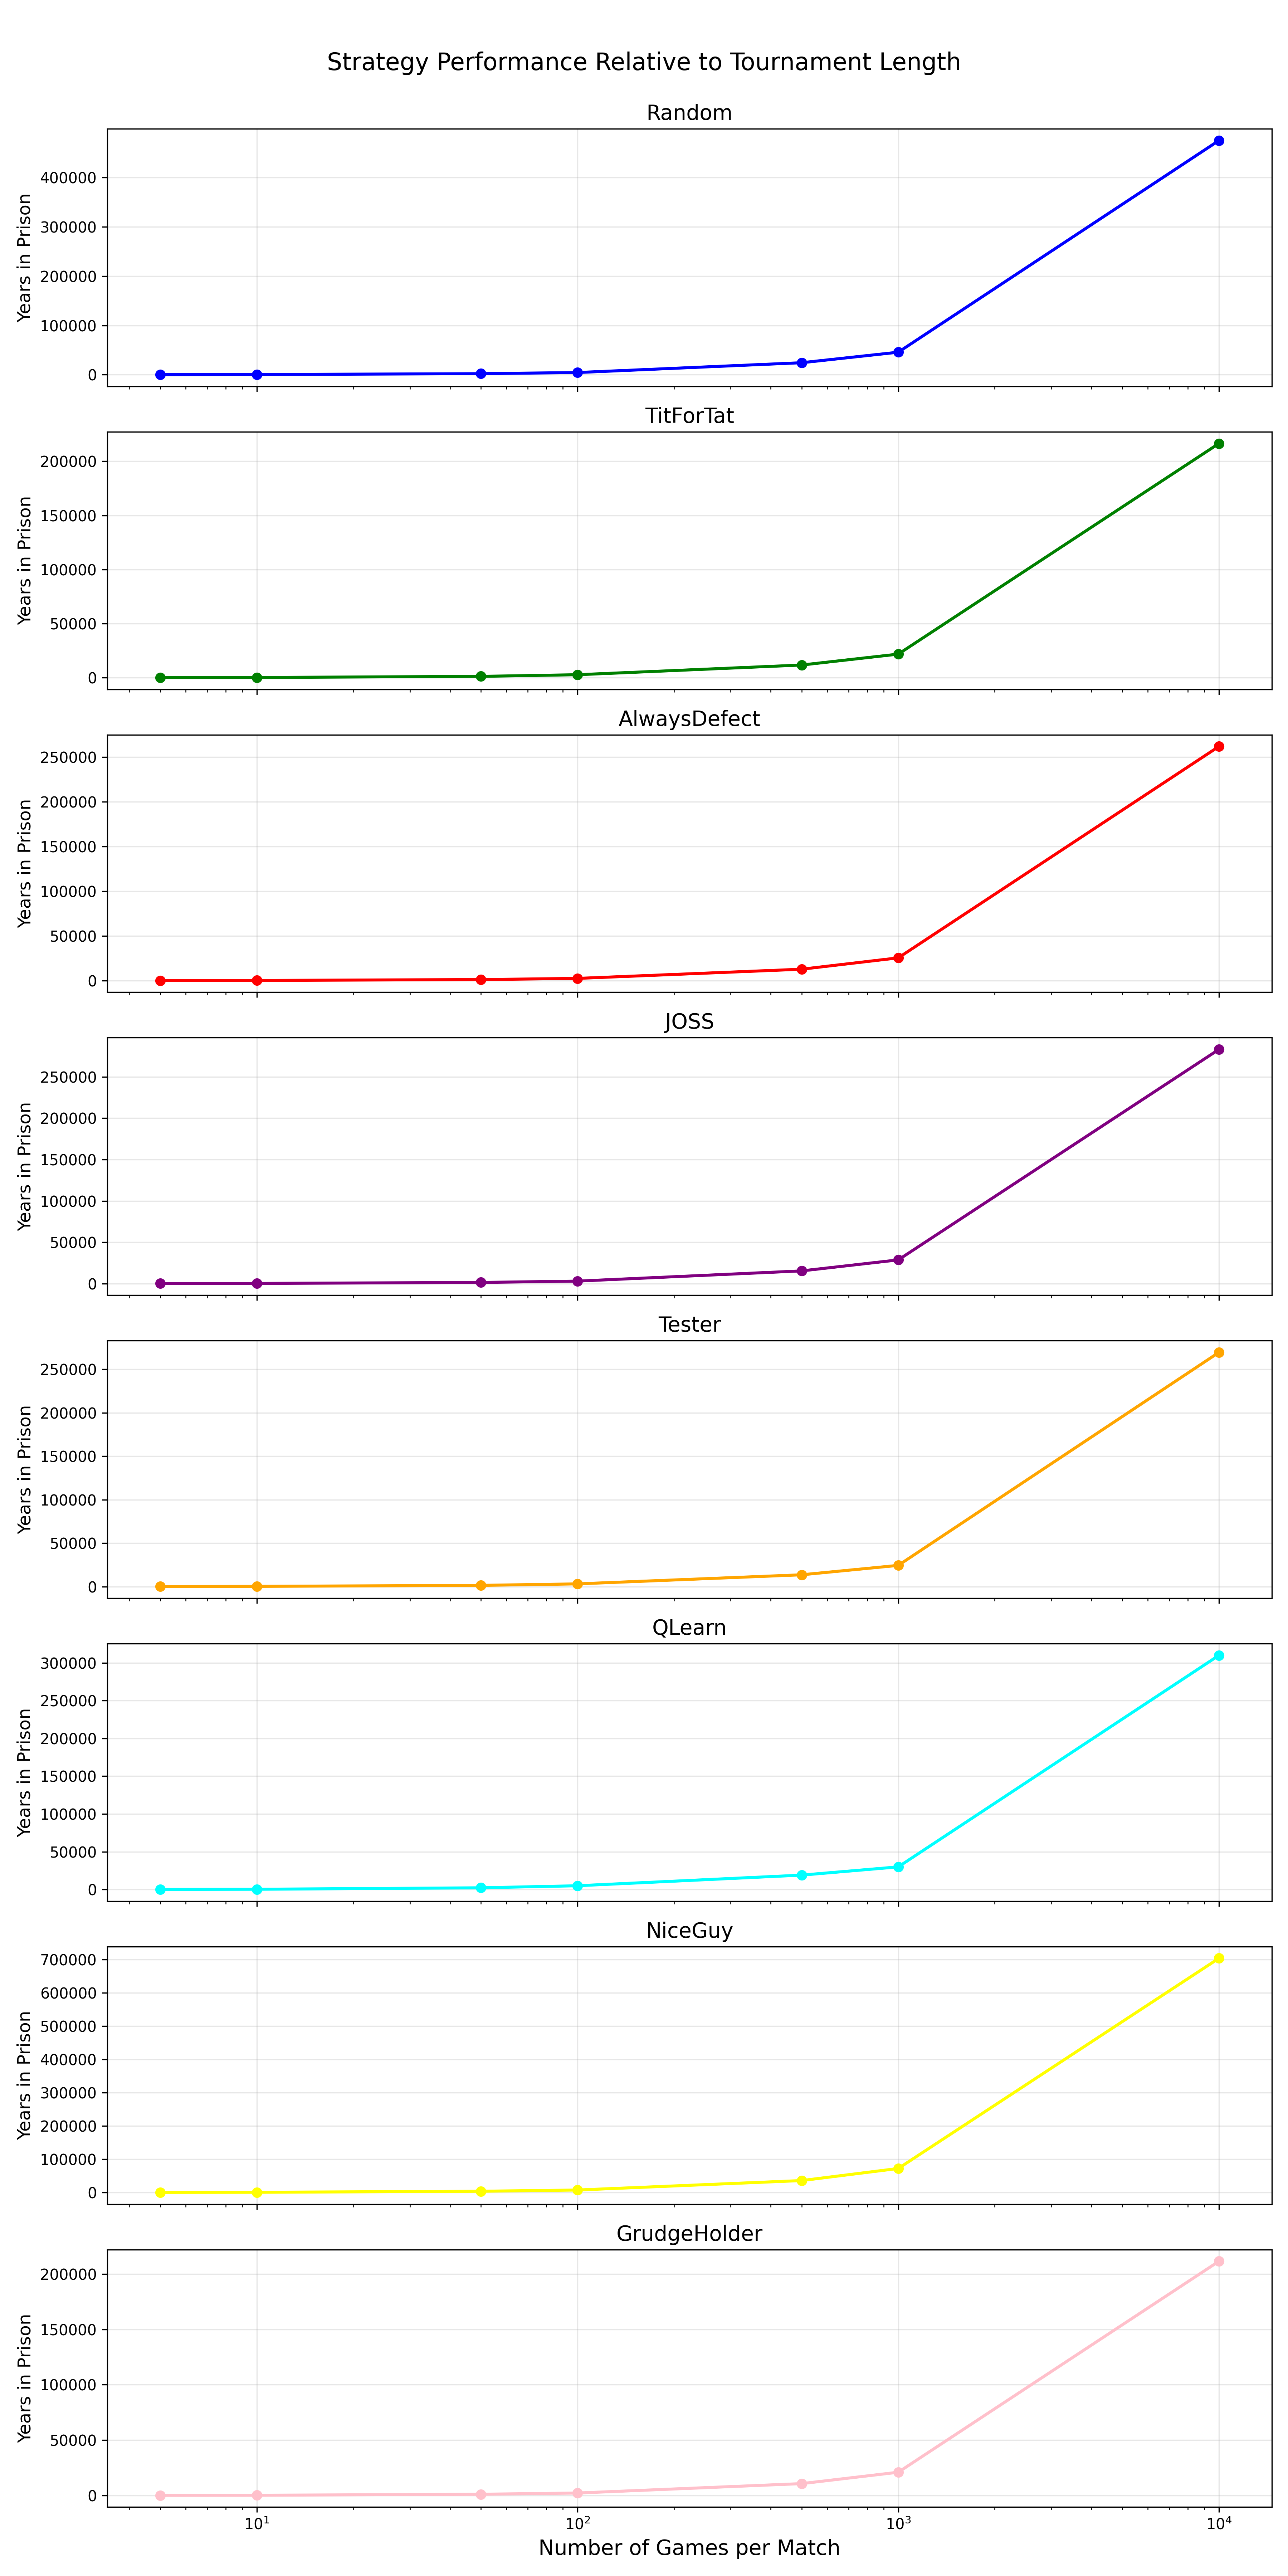 Strategy Performance Relative to Tournament Length
Random
Years in Prison
400000
300000
200000
100000
0
TitForTat
Years in Prison
200000
150000
100000
50000
0
AlwaysDefect
Years in Prison
250000
200000
150000
100000
50000
0
JOSS
Years in Prison
250000
200000
150000
100000
50000
0
Tester
Years in Prison
250000
200000
150000
100000
50000
0
QLearn
Years in Prison
300000
250000
200000
150000
100000
50000
0
NiceGuy
Years in Prison
700000
600000
500000
400000
300000
200000
100000
0
GrudgeHolder
Years in Prison
200000
150000
100000
50000
0
10¹ 10² 10³ 10⁴
Number of Games per Match